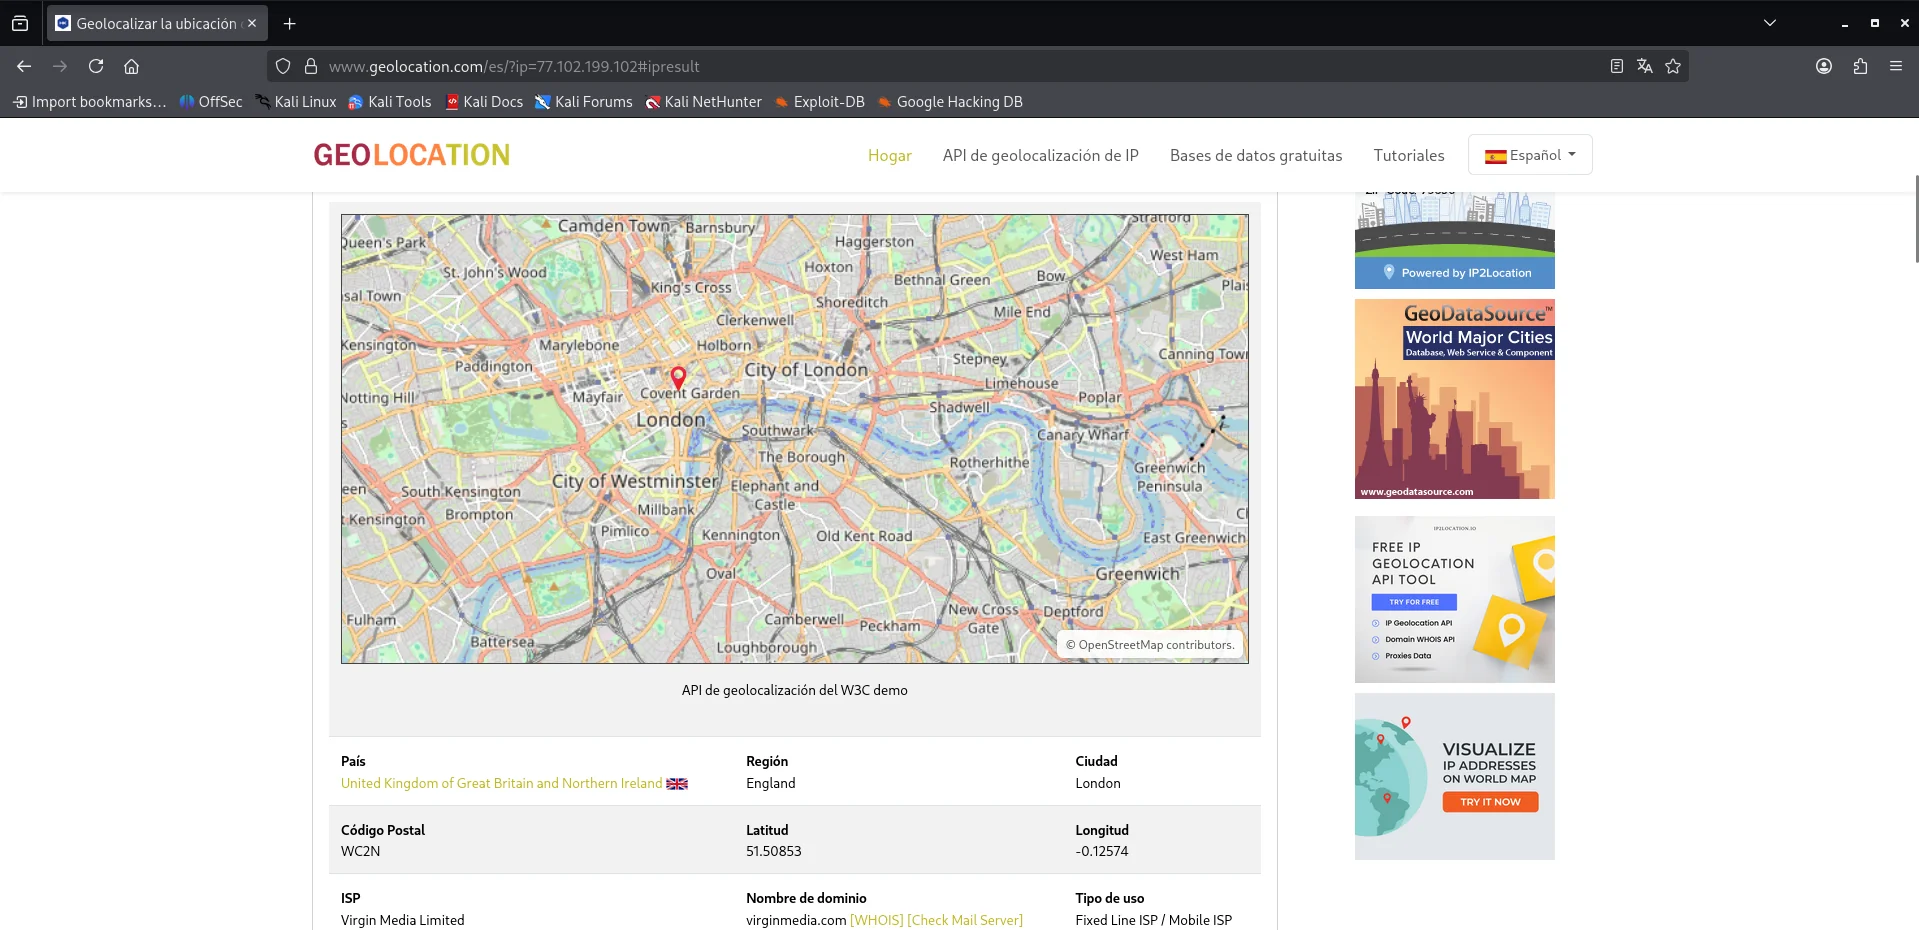 Geolocalizar la ubicación
www.geolocation.com/es/?ip=77.102.199.102#ipresult
Import bookmarks... OffSec Kali Linux Kali Tools Kali Docs Kali Forums Kali NetHunter Exploit-DB Google Hacking DB
GEOLOCATION
Hogar API de geolocalización de IP Bases de datos gratuitas Tutoriales Español
Camden Town Barnsbury Stratford
Queen's Park Haggerston
West Ham
St. John's Wood Hoxton
Bow
King's Cross Bethnal Green
sal Town Shoreditch
Plais
Clerkenwell Mile End
Kensington Marylebone Holborn
Paddington City of London Stepney Canning Town
Limehouse
Notting Hill Mayfair Covent Garden Poplar
London Shadwell
Southwark Canary Wharf
The Borough Rotherhithe
Greenwich
Peninsula
City of Westminster Elephant and
Castle
een South Kensington
Brompton Millbank
t Kensington
Pimlico Kennington Old Kent Road East Greenwich
Oval Greenwich
Fulham Camberwell Peckham New Cross
Gate Deptford
Battersea Loughborough
© OpenStreetMap contributors.
API de geolocalización del W3C demo
País Región Ciudad
United Kingdom of Great Britain and Northern Ireland England London
Código Postal Latitud Longitud
WC2N 51.50853 -0.12574
ISP Nombre de dominio Tipo de uso
Virgin Media Limited virginmedia.com [WHOIS] [Check Mail Server] Fixed Line ISP / Mobile ISP
Powered by IP2Location
GeoDataSource™
World Major Cities
Database, Web Service & Component
www.geodatasource.com
IP2LOCATION.IO
FREE IP
GEOLOCATION
API TOOL
TRY FOR FREE
IP Geolocation API
Domain WHOIS API
Proxies Data
VISUALIZE
IP ADDRESSES
ON WORLD MAP
TRY IT NOW